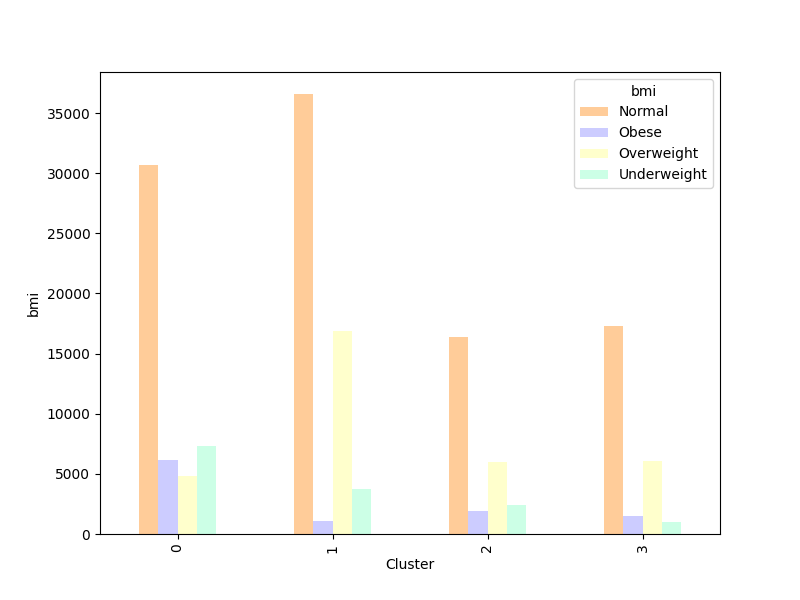 bmi
Normal
Obese
Overweight
Underweight
35000
30000
25000
20000
15000
10000
5000
0
bmi
0
1
2
3
Cluster